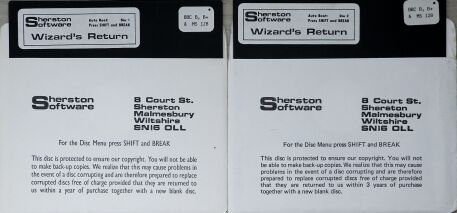 Sherston
Software
Auto Boot:
Press SHIFT and BREAK
Disc 1
Wizard's Return
BBC B, B+
& MS 128
Sherston
Software
8 Court St.
Sherston
Malmesbury
Wiltshire
SN16 OLL
For the Disc Menu press SHIFT and BREAK
This disc is protected to ensure our copyright. You will not be able
to make back-up copies. We realize that this may cause problems
in the event of a disc corrupting and are therefore prepared to replace
corrupted discs free of charge provided that they are returned to
us within a year of purchase together with a new blank disc.
Sherston
Software
Auto Boot:
Press SHIFT and BREAK
Disc 2
Wizard's Return
BBC B, B+
& MS 128
Sherston
Software
8 Court St.
Sherston
Malmesbury
Wiltshire
SN16 OLL
For the Disc Menu press SHIFT and BREAK
This disc is protected to ensure our copyright. You will not
be able to make back-up copies. We realize that this may cause
problems in the event of a disc corrupting and are therefore
prepared to replace corrupted discs free of charge provided
that they are returned to us within 3 years of purchase
together with a new blank disc.